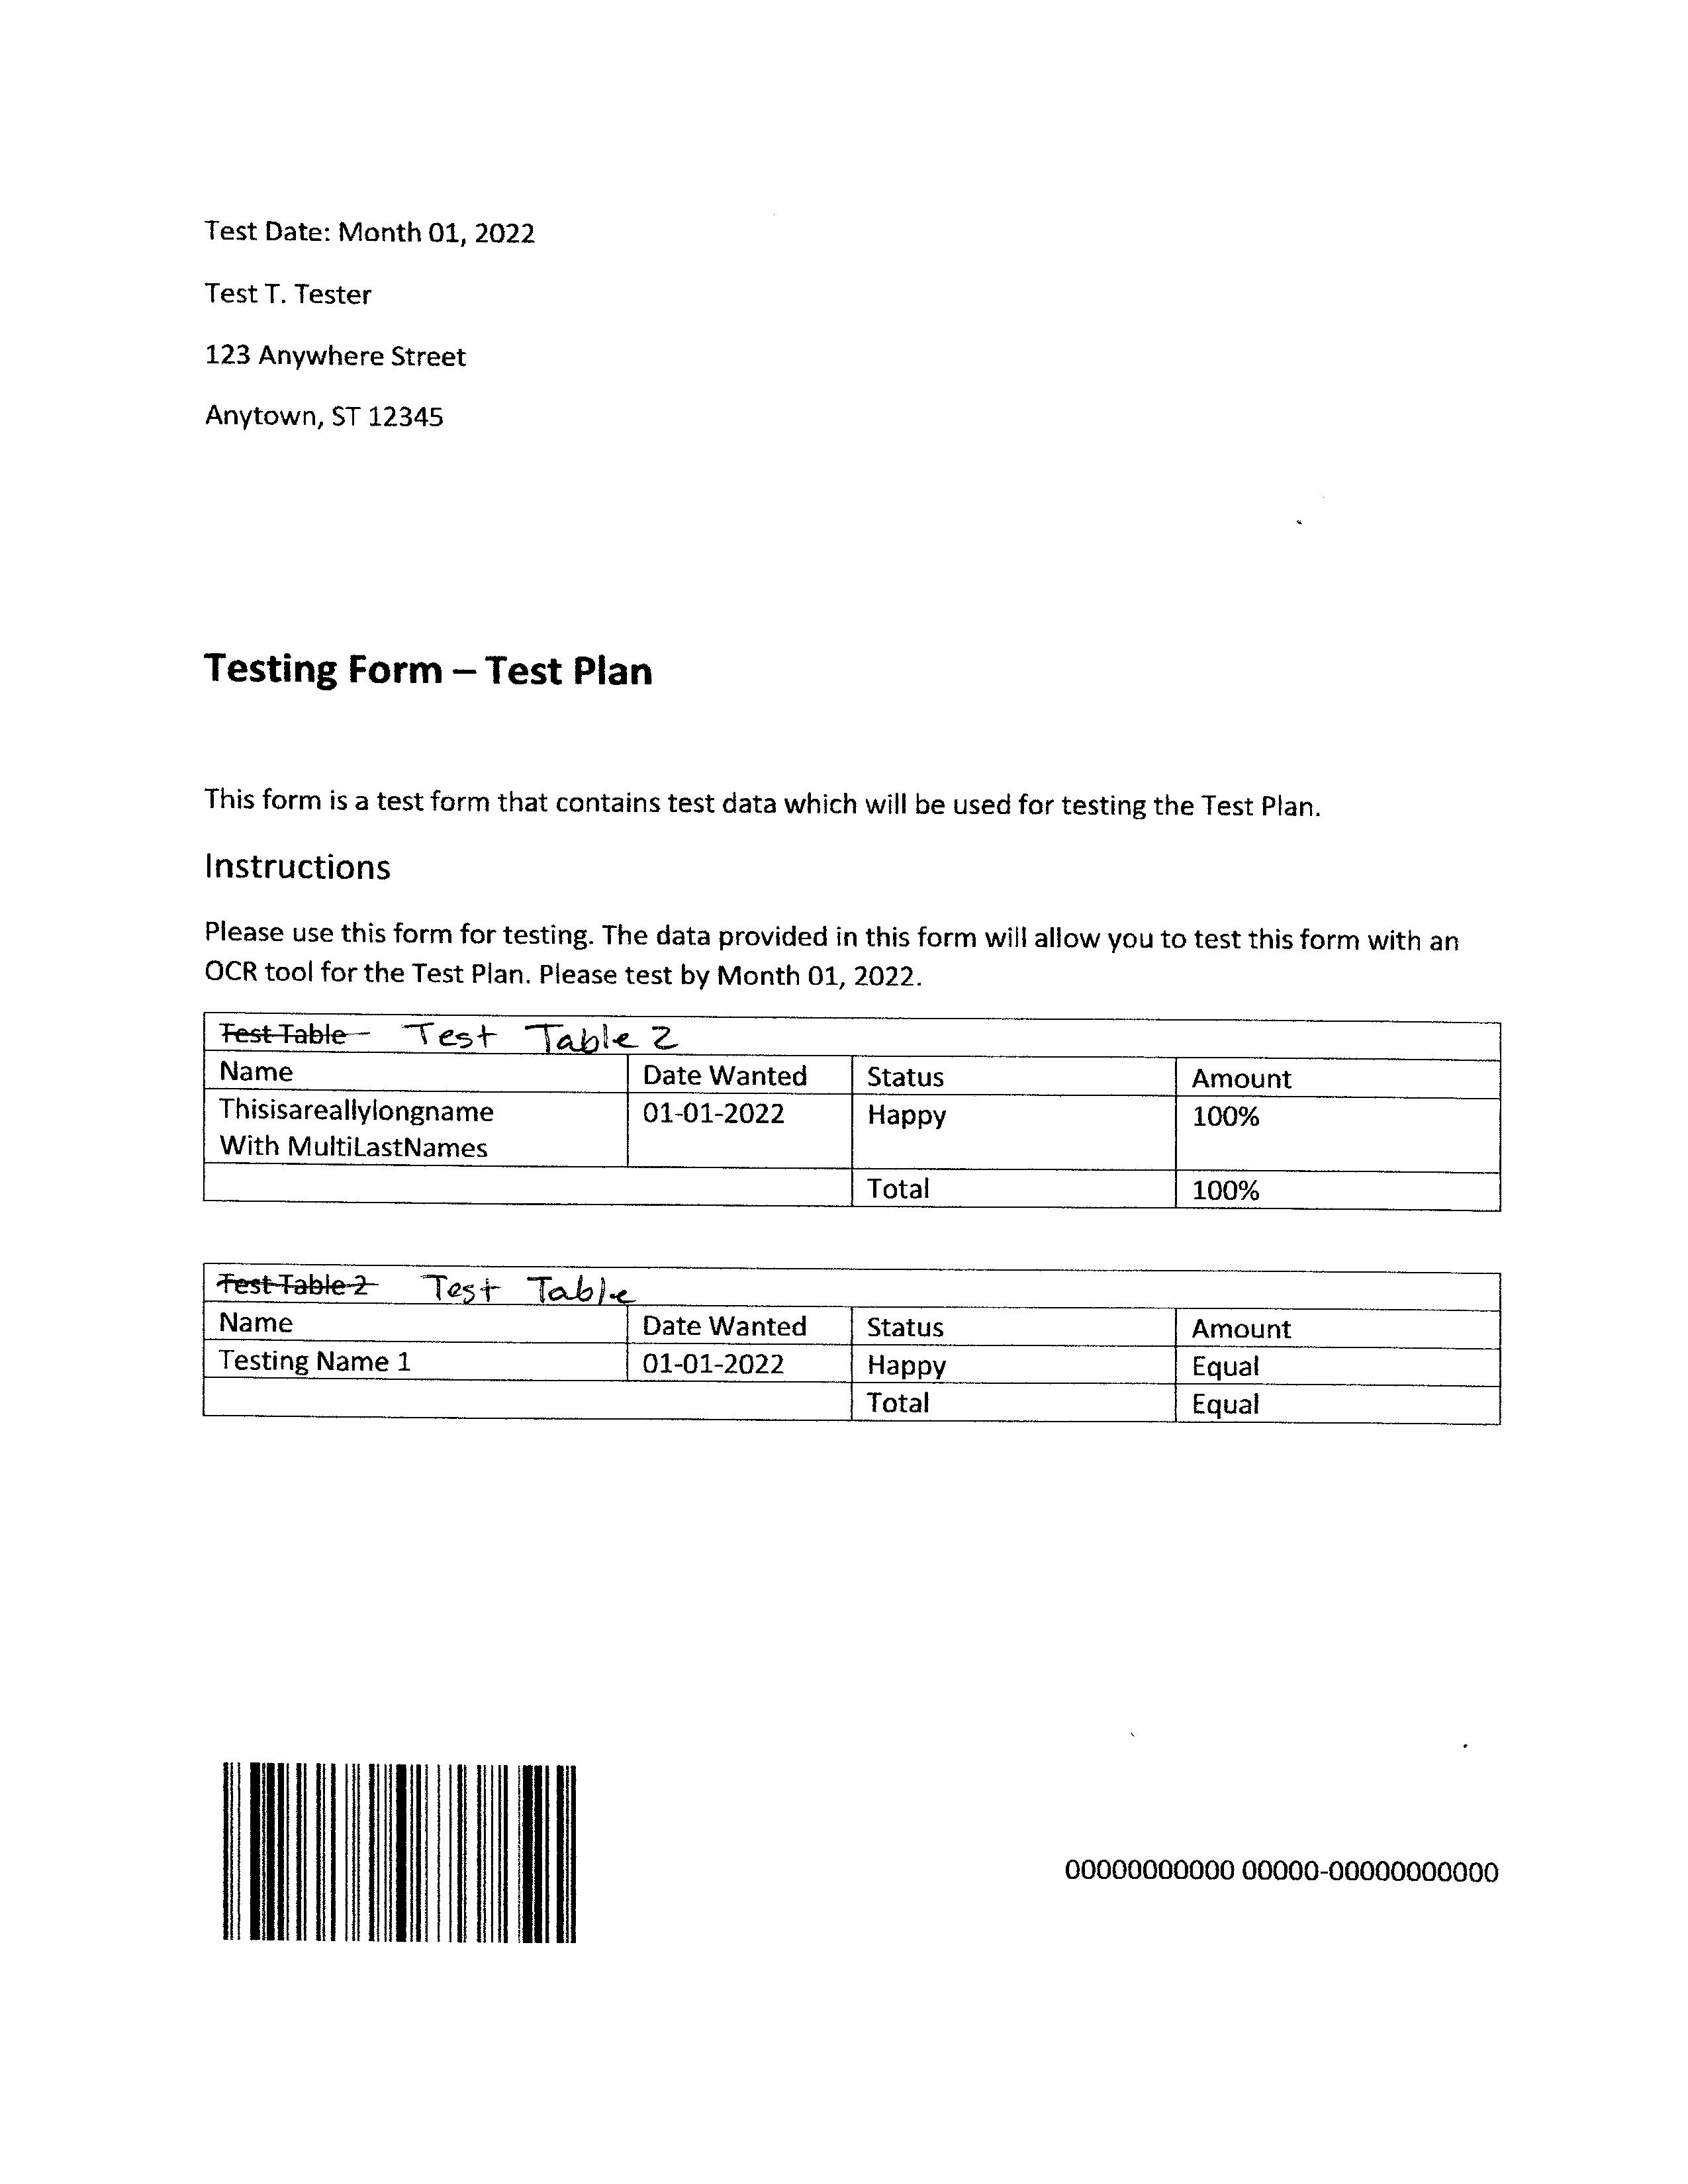 Test Date: Month 01, 2022
Test T. Tester
123 Anywhere Street
Anytown, ST 12345
Testing Form – Test Plan
This form is a test form that contains test data which will be used for testing the Test Plan.
Instructions
Please use this form for testing. The data provided in this form will allow you to test this form with an
OCR tool for the Test Plan. Please test by Month 01, 2022.
Test Table Test Table 2
Name Date Wanted Status Amount
Thisisareallylongname 01-01-2022 Happy 100%
With MultiLastNames
Total 100%
Test Table 2 Test Table
Name Date Wanted Status Amount
Testing Name 1 01-01-2022 Happy Equal
Total Equal
00000000000 00000-00000000000